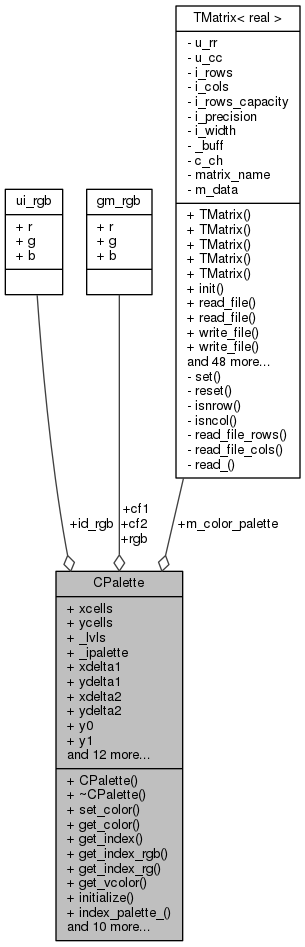 TMatrix< real >
- u_rr
- u_cc
- i_rows
- i_cols
- i_rows_capacity
- i_precision
- i_width
- _buff
- c_ch
- matrix_name
- m_data
+ TMatrix()
+ TMatrix()
+ TMatrix()
+ TMatrix()
+ TMatrix()
+ init()
+ read_file()
+ read_file()
+ write_file()
+ write_file()
and 48 more...
- set()
- reset()
- isnrow()
- isncol()
- read_file_rows()
- read_file_cols()
- read_()
ui_rgb
+ r
+ g
+ b
gm_rgb
+ r
+ g
+ b
+id_rgb
+cf1
+cf2
+rgb
+m_color_palette
CPalette
+ xcells
+ ycells
+ _lvls
+ _ipalette
+ xdelta1
+ ydelta1
+ xdelta2
+ ydelta2
+ y0
+ y1
and 12 more...
+ CPalette()
+ ~CPalette()
+ set_color()
+ get_color()
+ get_index()
+ get_index_rgb()
+ get_index_rg()
+ get_vcolor()
+ initialize()
+ index_palette_()
and 10 more...